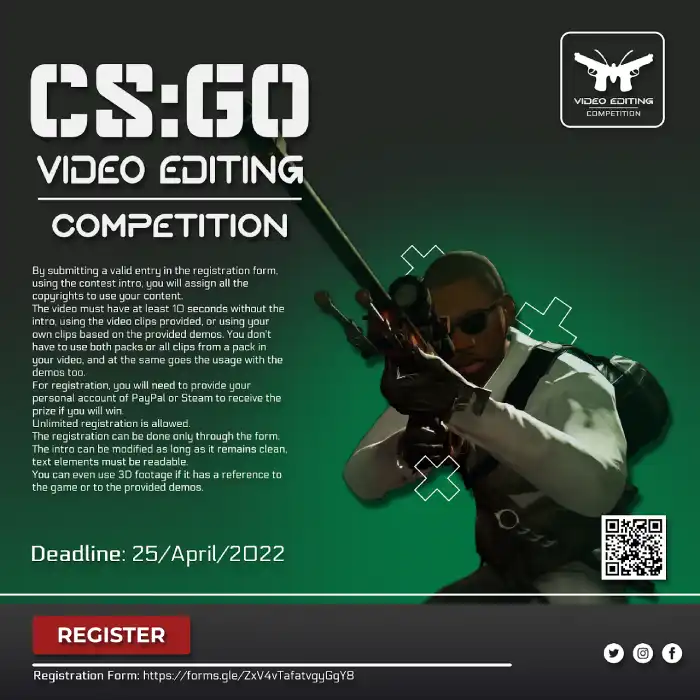 CS:GO
VIDEO EDITING
COMPETITION
VIDEO EDITING
COMPETITION
By submitting a valid entry in the registration form,
using the contest intro, you will assign all the
copyrights to use your content.
The video must have at least 10 seconds without the
intro, using the video clips provided, or using your
own clips based on the provided demos. You don't
have to use both packs or all clips from a pack in
your video, and at the same goes the usage with the
demos too.
For registration, you will need to provide your
personal account of PayPal or Steam to receive the
prize if you will win.
Unlimited registration is allowed.
The registration can be done only through the form.
The intro can be modified as long as it remains clean,
text elements must be readable.
You can even use 3D footage if it has a reference to
the game or to the provided demos.
Deadline: 25/April/2022
REGISTER
Registration Form: https://forms.gle/ZxV4vTafatvgyGgY8